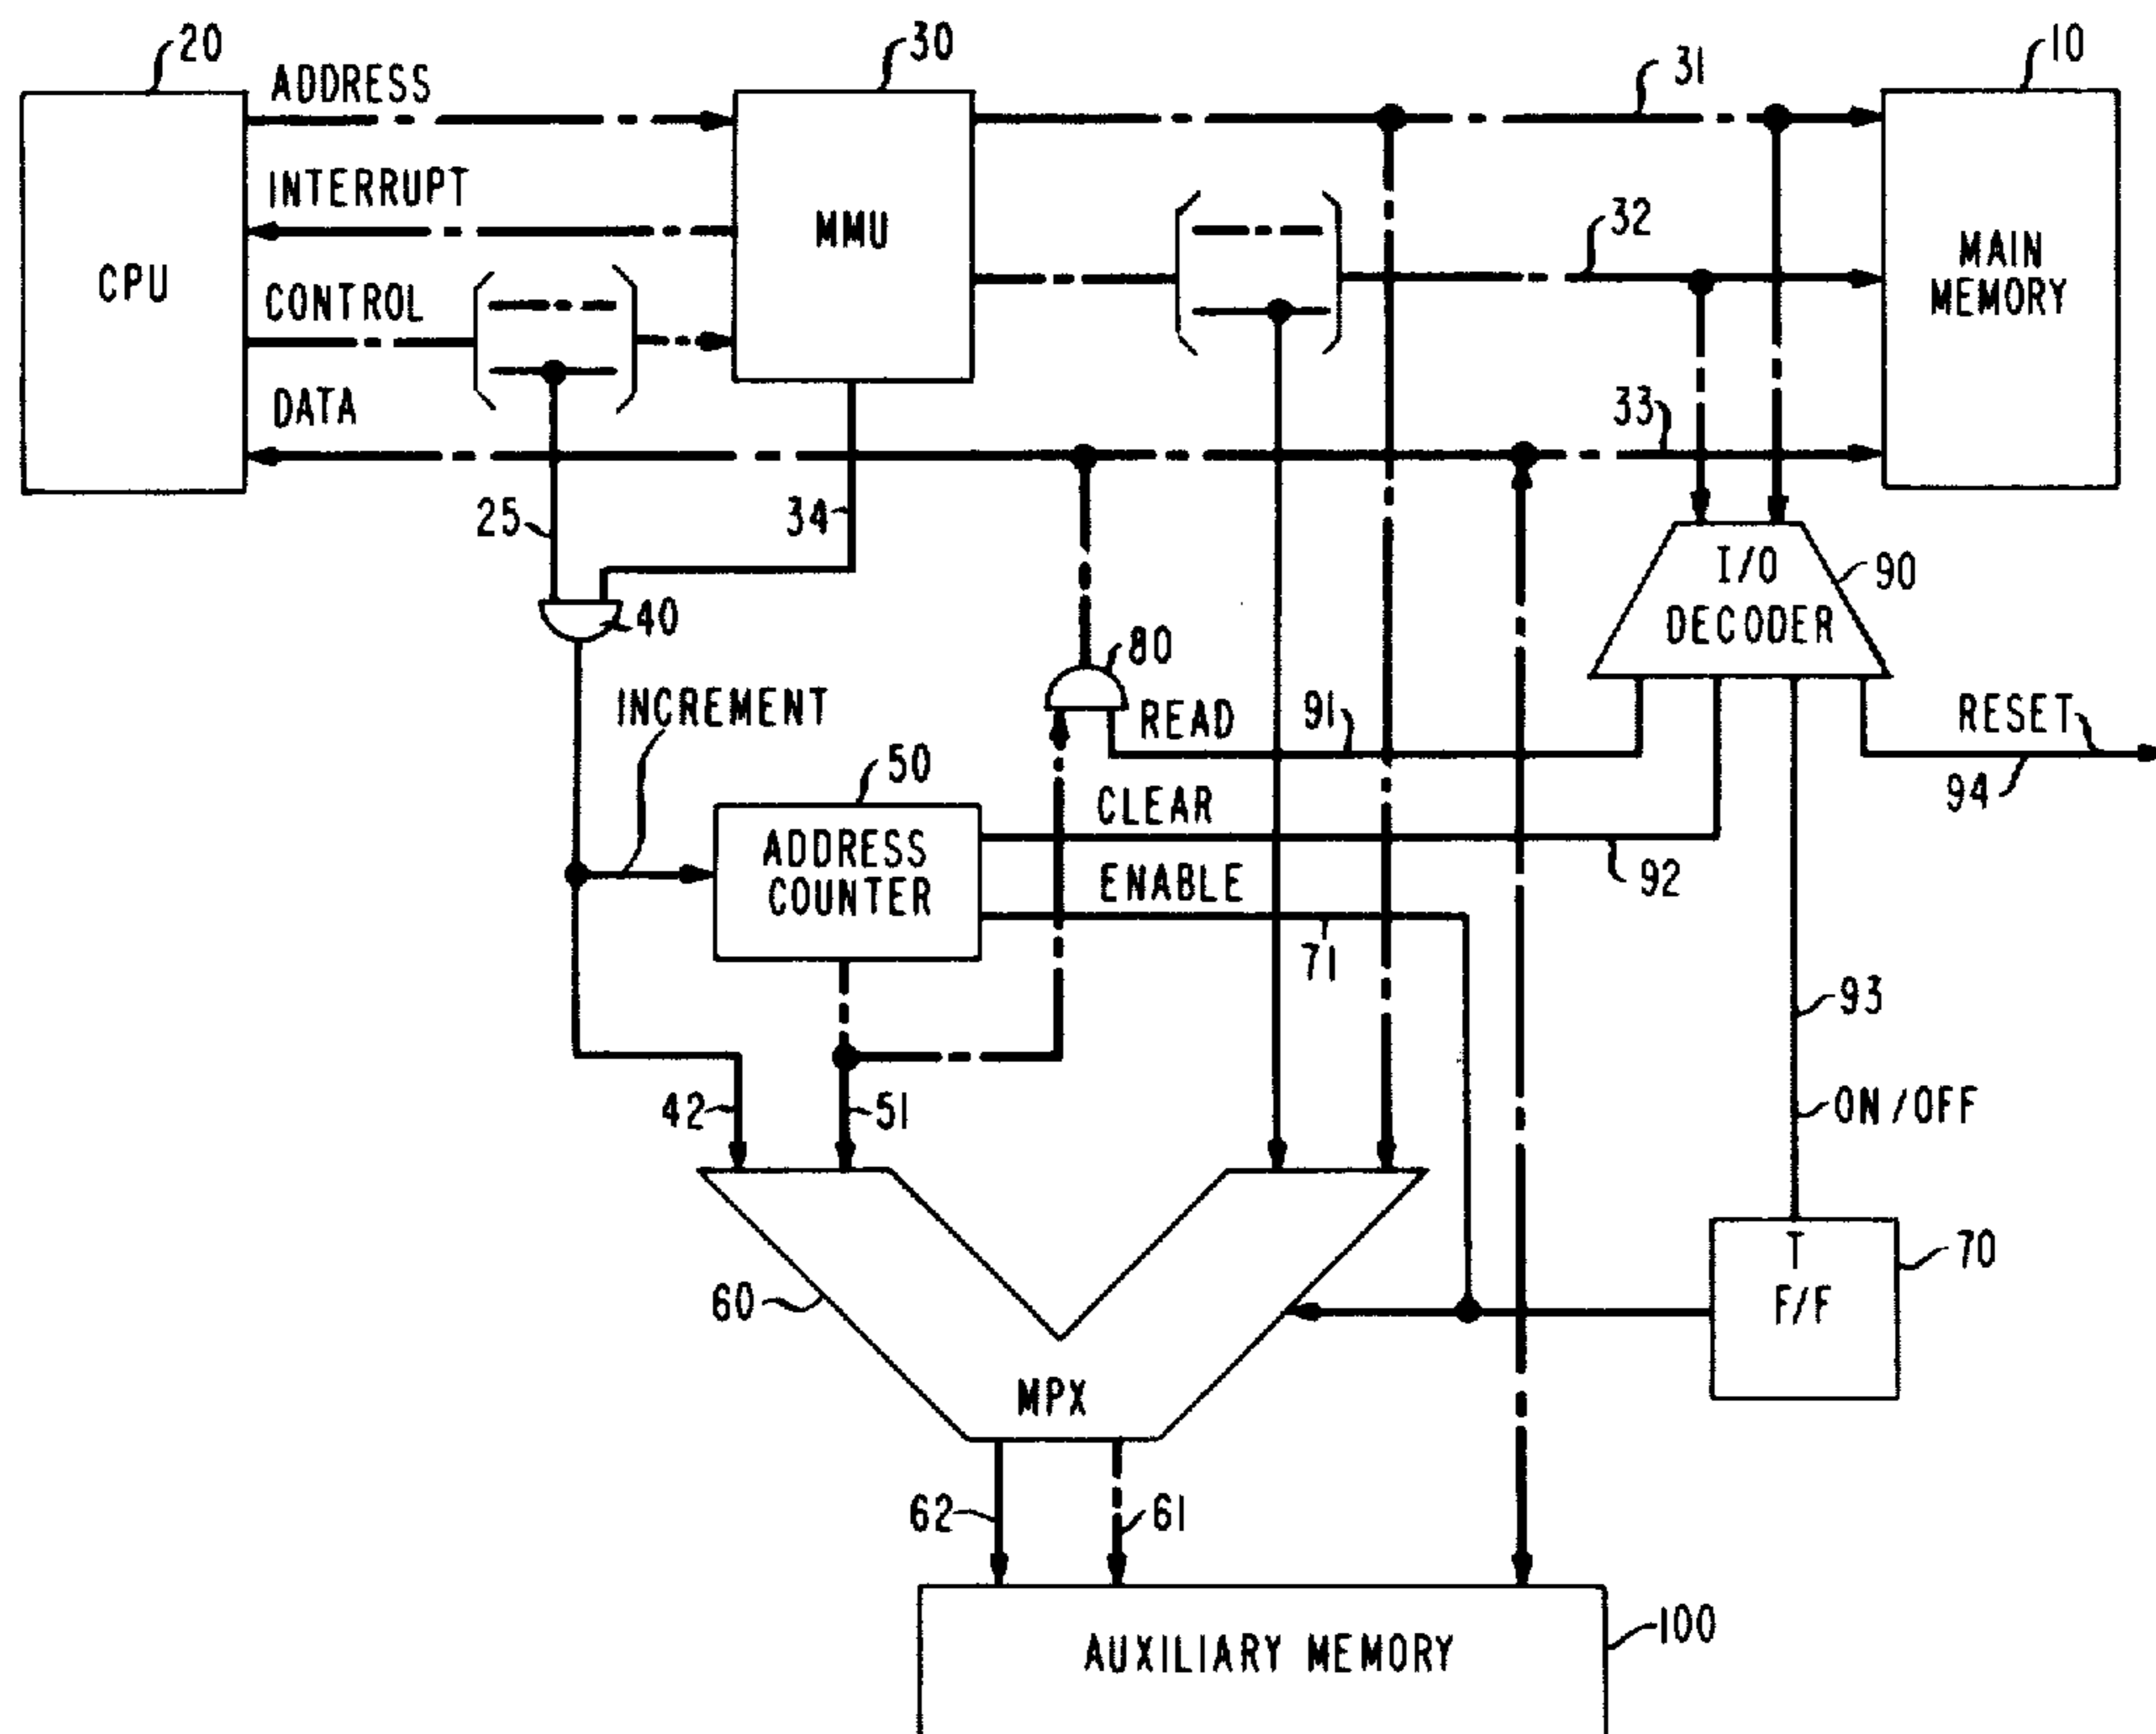 20
30
31
10
ADDRESS
INTERRUPT
MMU
32
MAIN
MEMORY
CPU
CONTROL
DATA
33
25
34
I/O
DECODER
90
40
80
INCREMENT
READ
91
RESET
94
50
CLEAR
ADDRESS
COUNTER
ENABLE
92
71
93
42
51
ON/OFF
60
T
F/F
70
MPX
62
61
AUXILIARY MEMORY
100